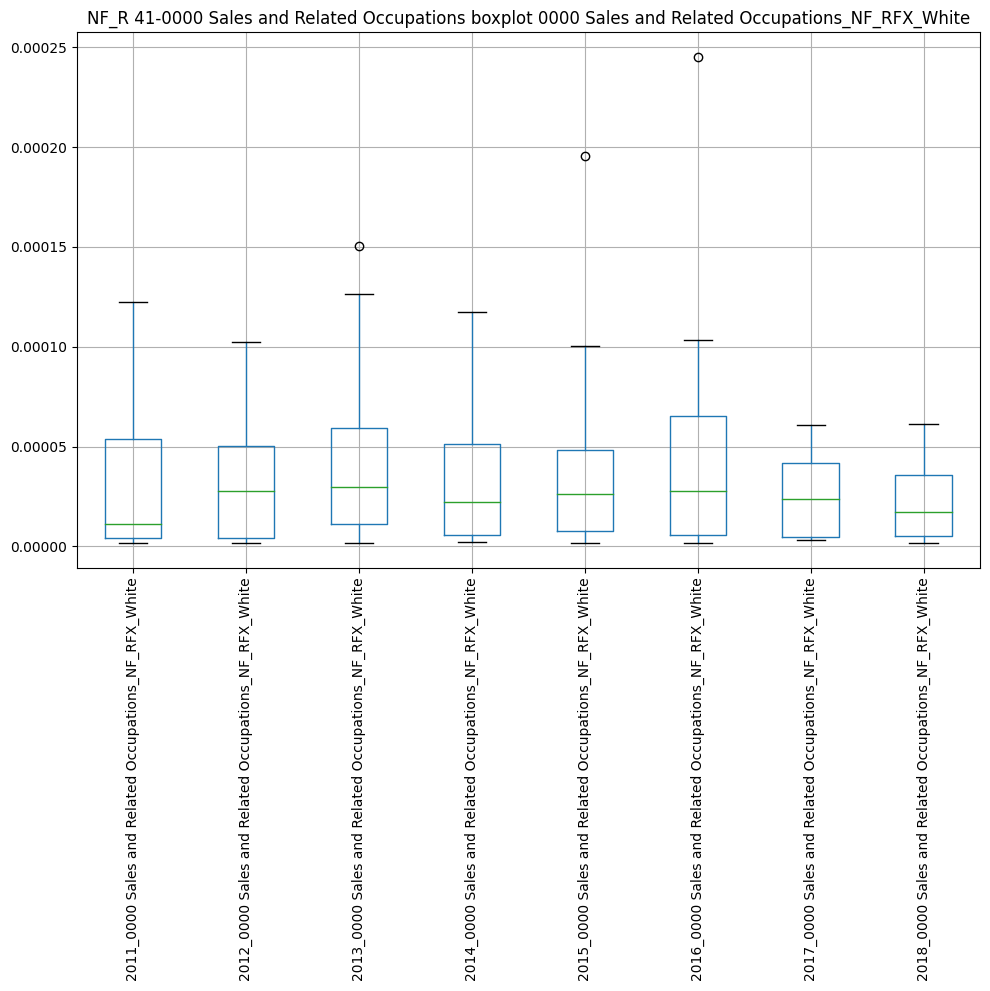 NF_R 41-0000 Sales and Related Occupations boxplot 0000 Sales and Related Occupations_NF_RFX_White
0.00025
0.00020
0.00015
0.00010
0.00005
0.00000
2011_0000 Sales and Related Occupations_NF_RFX_White
2012_0000 Sales and Related Occupations_NF_RFX_White
2013_0000 Sales and Related Occupations_NF_RFX_White
2014_0000 Sales and Related Occupations_NF_RFX_White
2015_0000 Sales and Related Occupations_NF_RFX_White
2016_0000 Sales and Related Occupations_NF_RFX_White
2017_0000 Sales and Related Occupations_NF_RFX_White
2018_0000 Sales and Related Occupations_NF_RFX_White